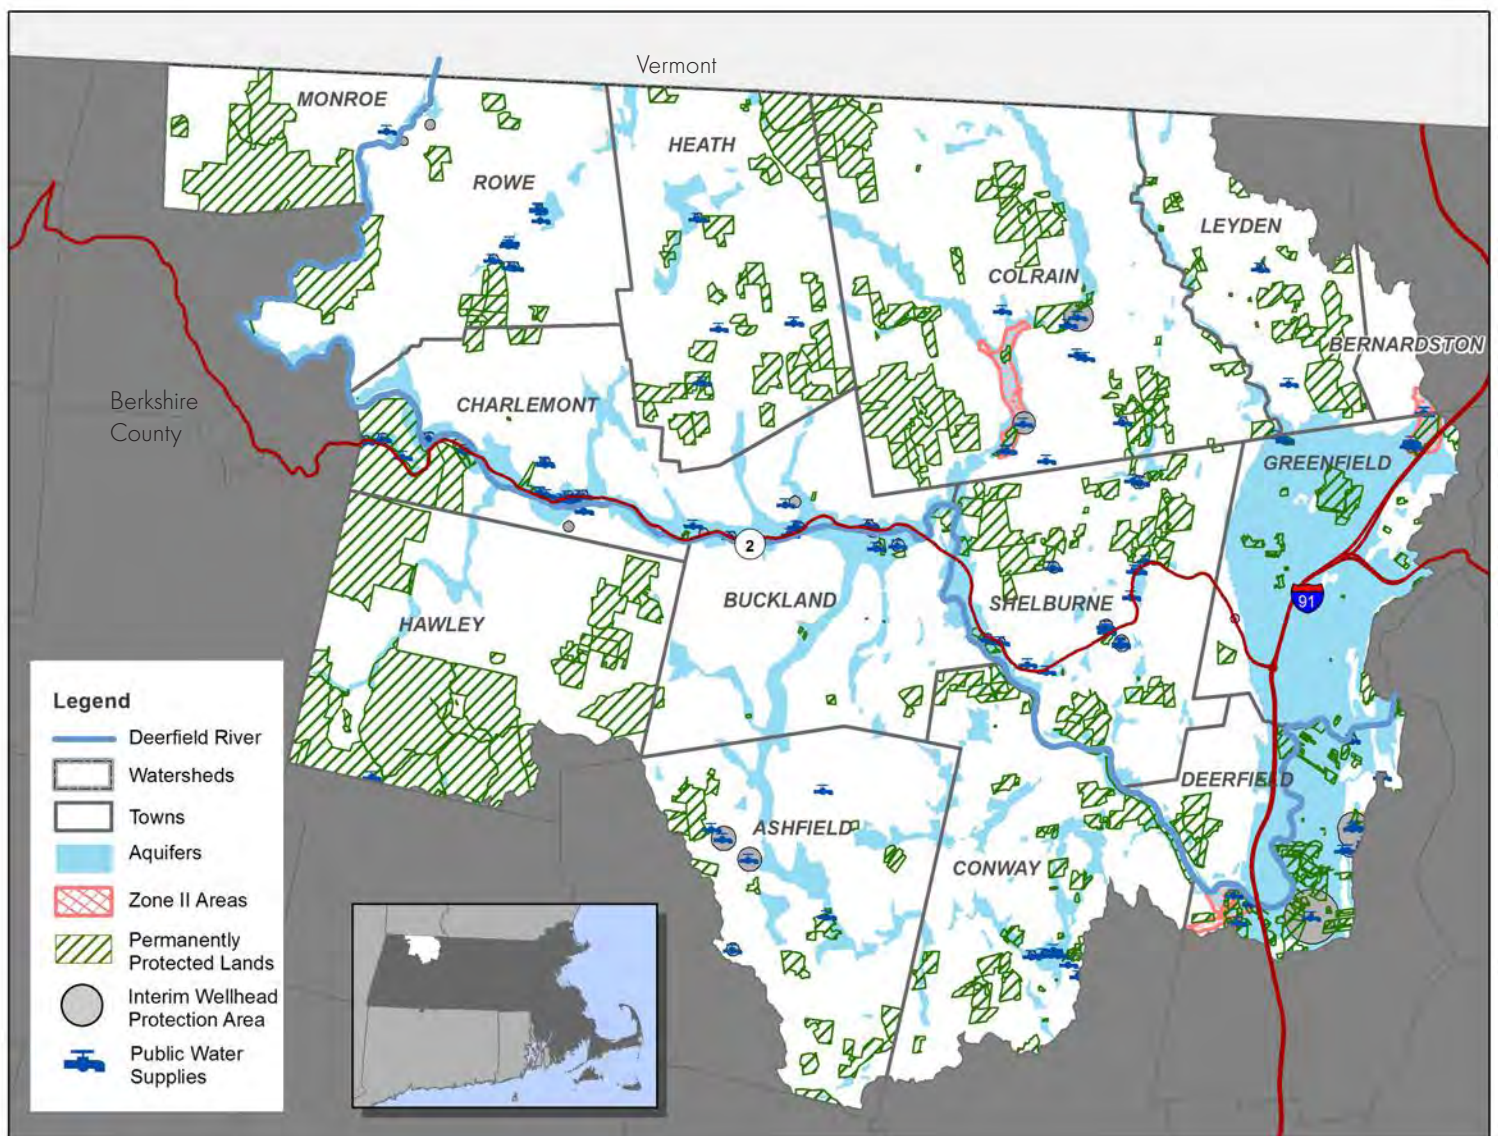 Vermont
MONROE
HEATH
ROWE
LEYDEN
COLRAIN
BERNARDSTON
Berkshire
County
CHARLEMONT
GREENFIELD
2
91
BUCKLAND
SHELBURNE
HAWLEY
DEERFIELD
ASHFIELD
CONWAY
Legend
Deerfield River
Watersheds
Towns
Aquifers
Zone II Areas
Permanently
Protected Lands
Interim Wellhead
Protection Area
Public Water
Supplies